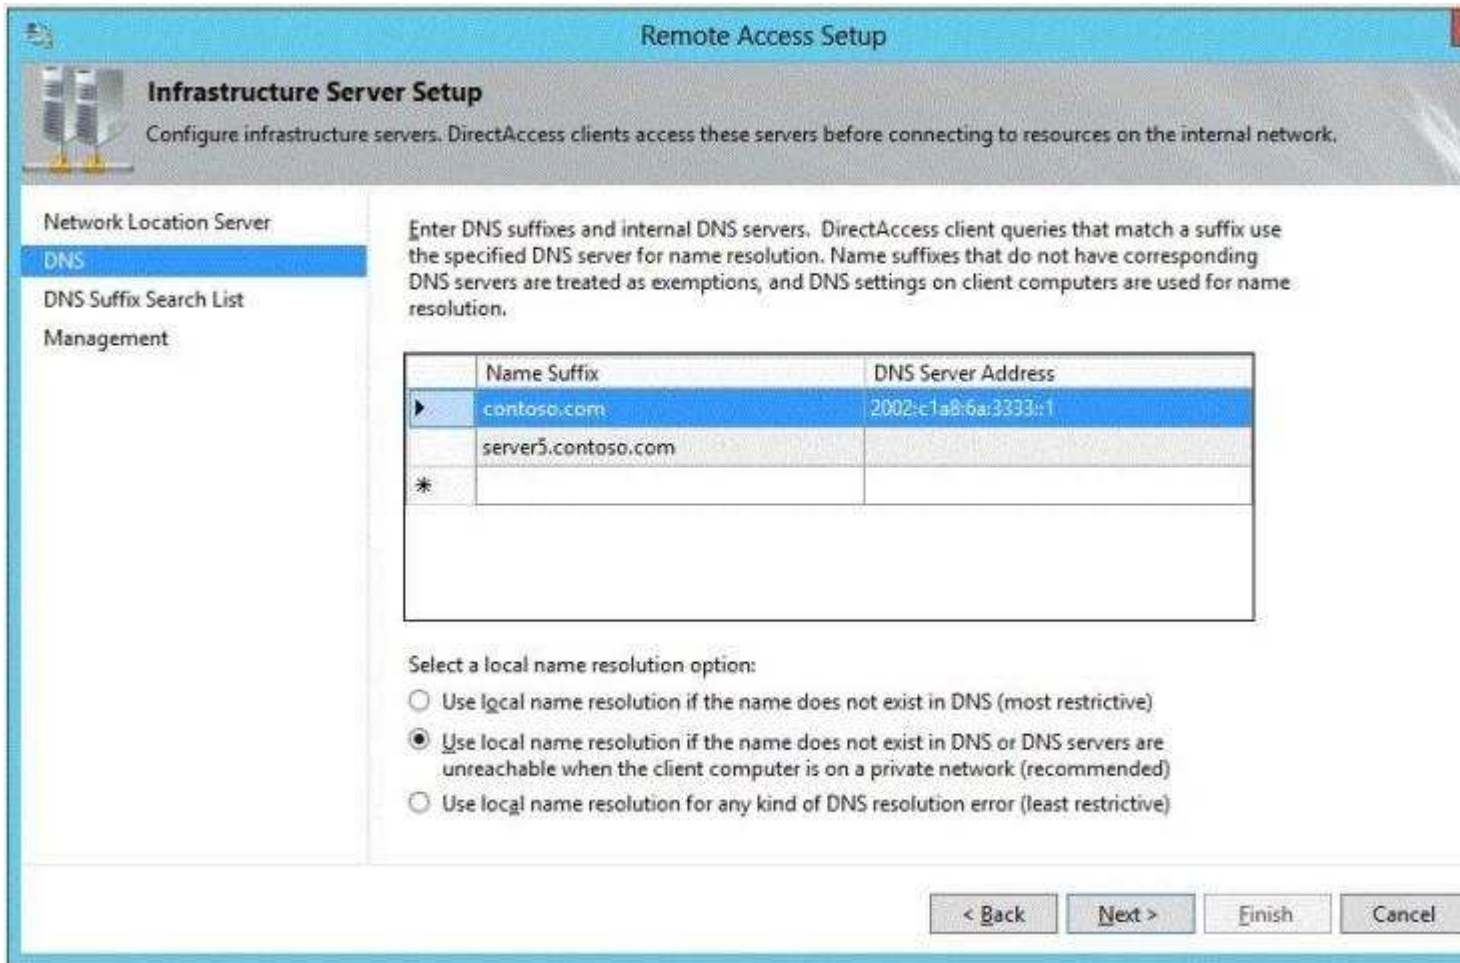 Remote Access Setup
Infrastructure Server Setup
Configure infrastructure servers. DirectAccess clients access these servers before connecting to resources on the internal network.
Network Location Server
DNS
DNS Suffix Search List
Management
Enter DNS suffixes and internal DNS servers. DirectAccess client queries that match a suffix use
the specified DNS server for name resolution. Name suffixes that do not have corresponding
DNS servers are treated as exemptions, and DNS settings on client computers are used for name
resolution.
Name Suffix DNS Server Address
contoso.com 2002:c1a8:6a:3333::1
server5.contoso.com
*
Select a local name resolution option:
Use local name resolution if the name does not exist in DNS (most restrictive)
Use local name resolution if the name does not exist in DNS or DNS servers are
unreachable when the client computer is on a private network (recommended)
Use local name resolution for any kind of DNS resolution error (least restrictive)
< Back Next > Finish Cancel